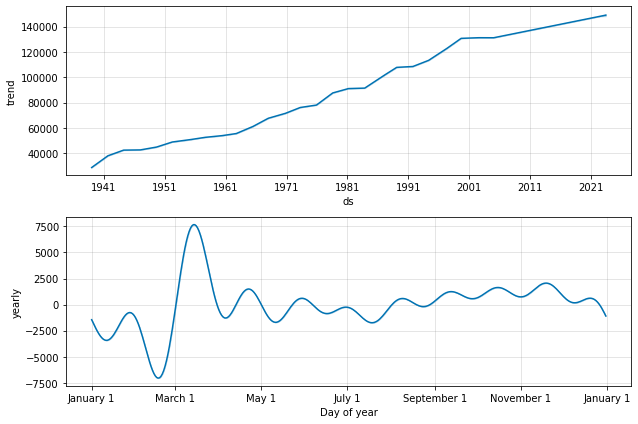 140000
120000
100000
80000
60000
40000
trend
1941 1951 1961 1971 1981 1991 2001 2011 2021
ds
7500
5000
2500
0
−2500
−5000
−7500
yearly
January 1 March 1 May 1 July 1 September 1 November 1 January 1
Day of year